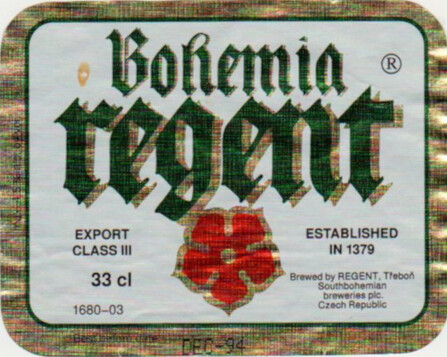 Bohemia
®
regent
EXPORT
CLASS III
33 cl
1680-03
ESTABLISHED
IN 1379
Brewed by REGENT, Třeboň
Southbohemian
breweries plc.
Czech Republic
DEC-94